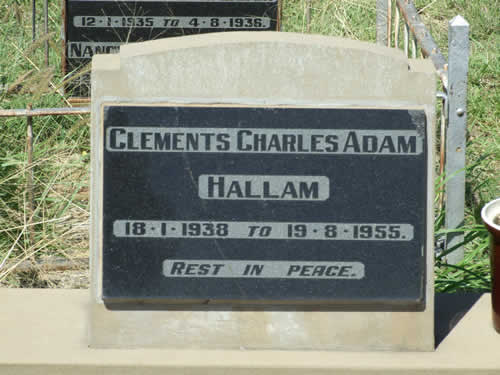 12·1·1935 TO 4·8·1936.
NANC
CLEMENTS CHARLES ADAM
HALLAM
18·1·1938 TO 19·8·1955.
REST IN PEACE.